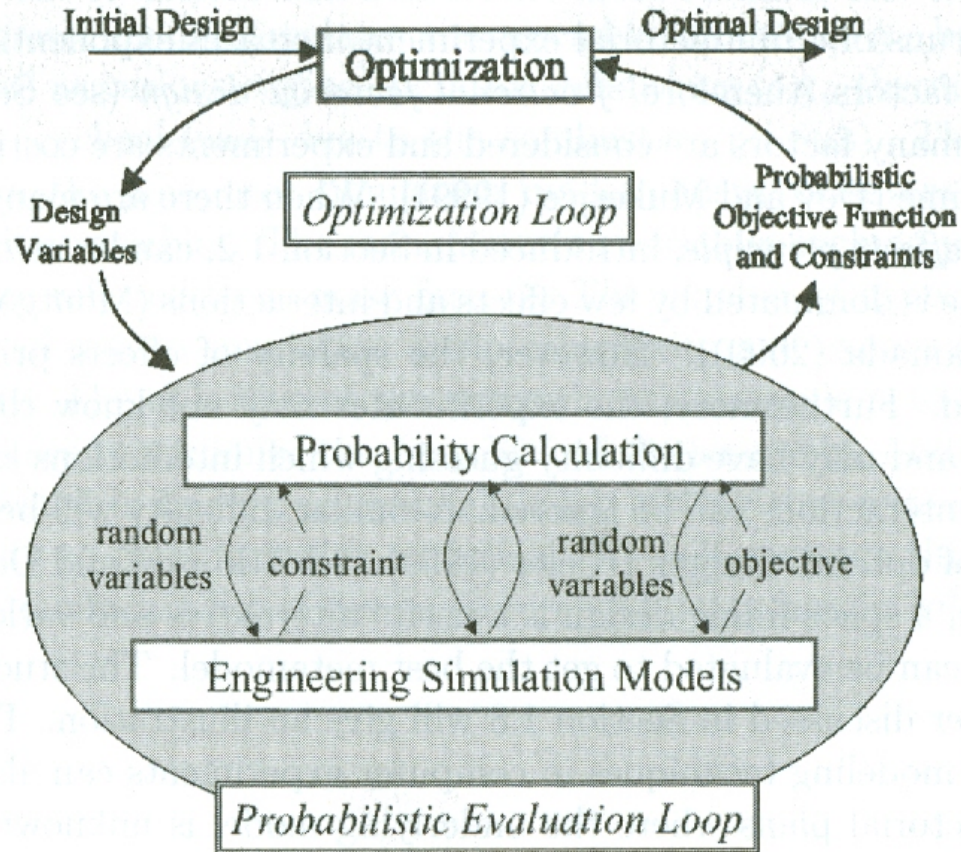 Initial Design
Optimal Design
Optimization
Optimization Loop
Design
Variables
Probabilistic
Objective Function
and Constraints
Probability Calculation
random
variables
constraint
random
variables
objective
Engineering Simulation Models
Probabilistic Evaluation Loop